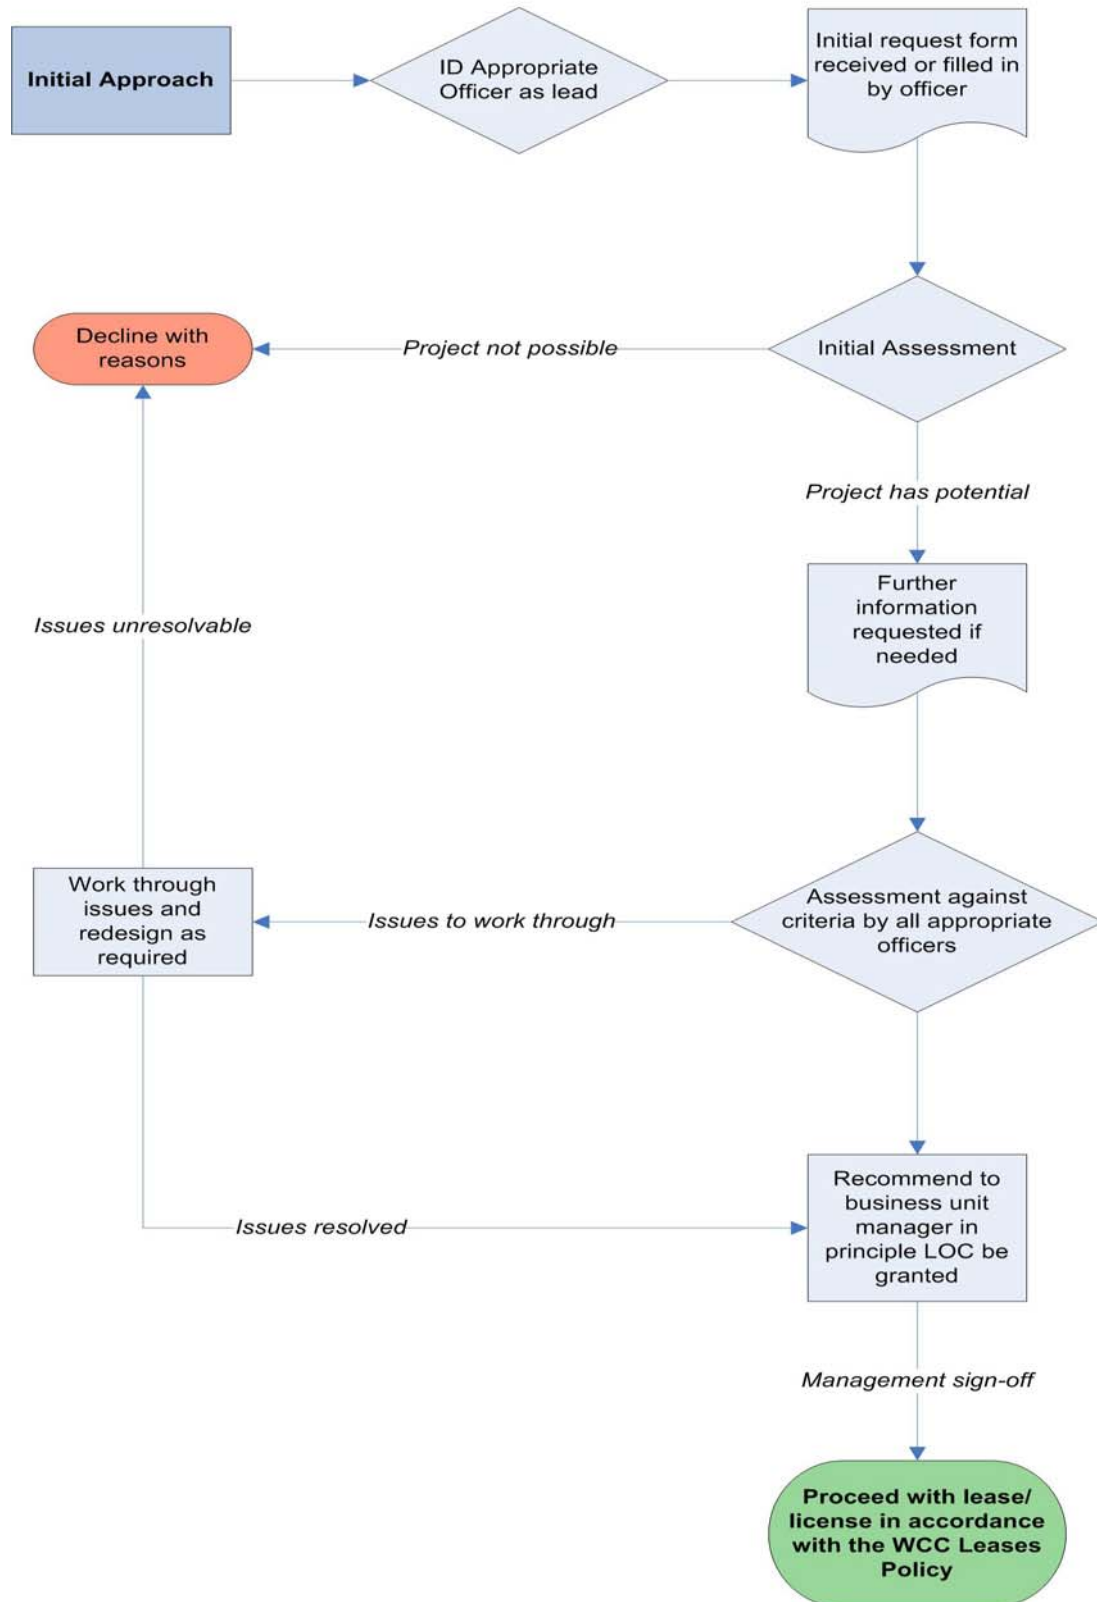 Initial Approach
ID Appropriate
Officer as lead
Initial request form
received or filled in
by officer
Decline with
reasons
Project not possible
Initial Assessment
Project has potential
Further
information
requested if
needed
Issues unresolvable
Work through
issues and
redesign as
required
Issues to work through
Assessment against
criteria by all appropriate
officers
Issues resolved
Recommend to
business unit
manager in
principle LOC be
granted
Management sign-off
Proceed with lease/
license in accordance
with the WCC Leases
Policy